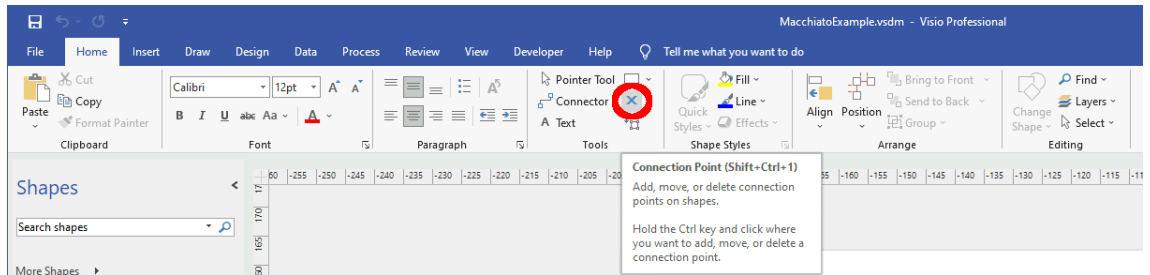 MacchiatoExample.vsdm - Visio Professional
File Home Insert Draw Design Data Process Review View Developer Help Tell me what you want to do
Paste
Cut
Copy
Format Painter
Clipboard
Calibri 12pt A A
B I U abc Aa A
Font
A
Paragraph
Pointer Tool
Connector
A Text
Tools
Quick Styles
Fill
Line
Effects
Shape Styles
Align Position
Bring to Front
Send to Back
Group
Arrange
Change Shape
Find
Layers
Select
Editing
Connection Point (Shift+Ctrl+1)
Add, move, or delete connection
points on shapes.
Hold the Ctrl key and click where
you want to add, move, or delete a
connection point.
Shapes
Search shapes
More Shapes
60 -255 -250 -245 -240 -235 -230 -225 -220 -215 -210 -205 -20
55 -160 -155 -150 -145 -140 -135 -130 -125 -120 -115 -11
170
165